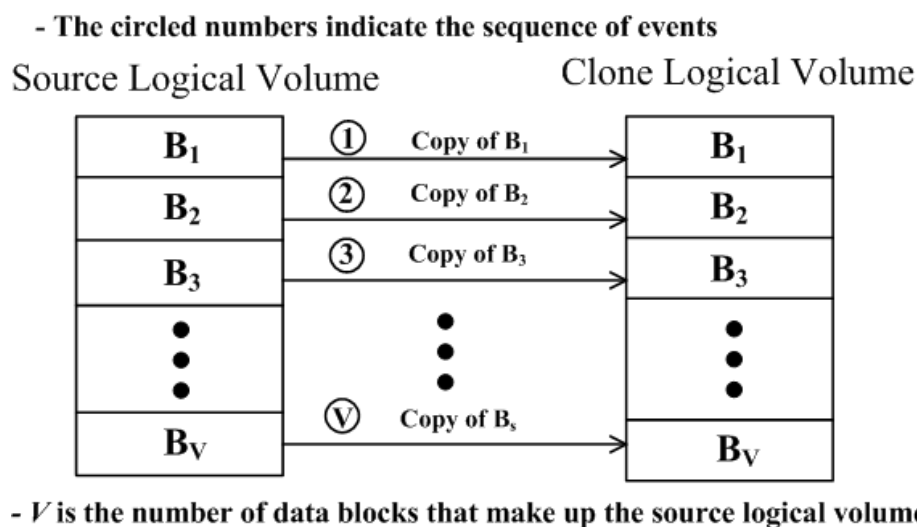 - The circled numbers indicate the sequence of events
Source Logical Volume
Clone Logical Volume
B1
1
Copy of B1
B1
B2
2
Copy of B2
B2
B3
3
Copy of B3
B3
BV
V
Copy of Bs
BV
- V is the number of data blocks that make up the source logical volum